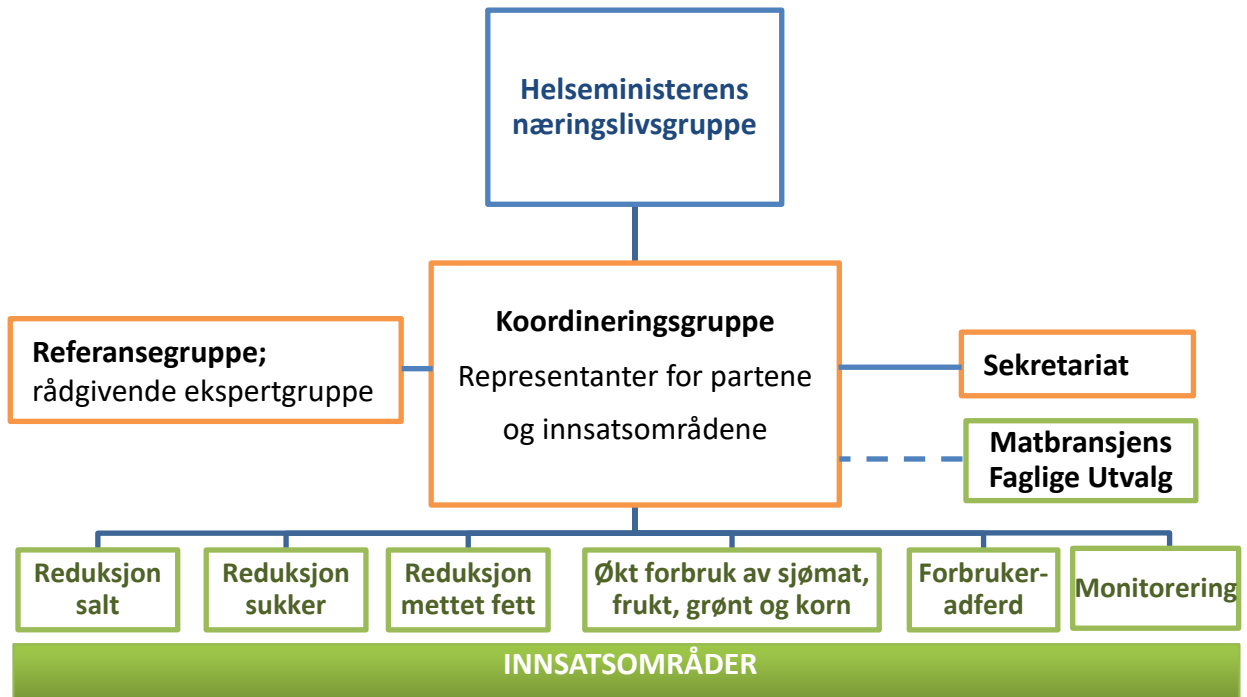 Helseministerens
næringslivsgruppe
Koordineringsgruppe
Representanter for partene
og innsatsområdene
Referansegruppe;
rådgivende ekspertgruppe
Sekretariat
Matbransjens
Faglige Utvalg
Reduksjon
salt
Reduksjon
sukker
Reduksjon
mettet fett
Økt forbruk av sjømat,
frukt, grønt og korn
Forbruker-
adferd
Monitorering
INNSATSOMRÅDER